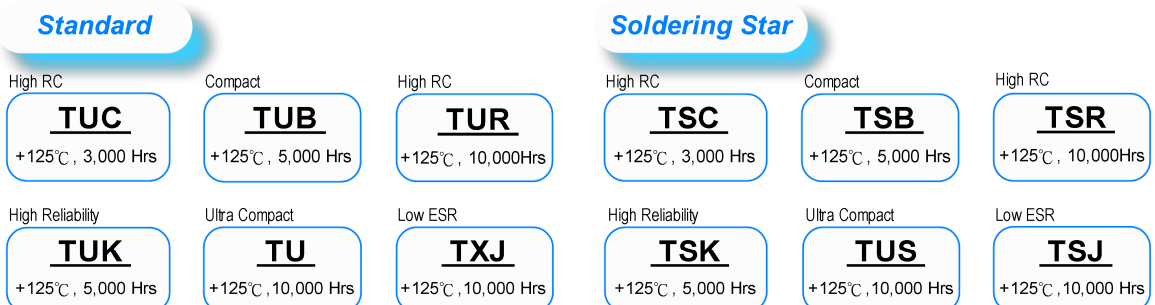 Standard
Soldering Star
High RC
Compact
High RC
High RC
Compact
High RC
TUC
TUB
TUR
TSC
TSB
TSR
+125℃, 3,000 Hrs
+125℃, 5,000 Hrs
+125℃, 10,000Hrs
+125℃, 3,000 Hrs
+125℃, 5,000 Hrs
+125℃, 10,000Hrs
High Reliability
Ultra Compact
Low ESR
High Reliability
Ultra Compact
Low ESR
TUK
TU
TXJ
TSK
TUS
TSJ
+125℃, 5,000 Hrs
+125℃,10,000 Hrs
+125℃,10,000 Hrs
+125℃, 5,000 Hrs
+125℃,10,000 Hrs
+125℃,10,000 Hrs